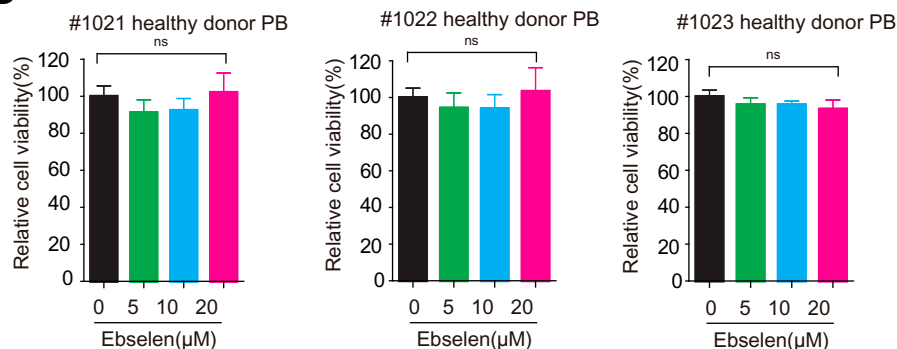 #1021 healthy donor PB
ns
Relative cell viability(%)
120
100
80
60
40
20
0
0 5 10 20
Ebselen(μM)
#1022 healthy donor PB
ns
Relative cell viability(%)
120
100
80
60
40
20
0
0 5 10 20
Ebselen(μM)
#1023 healthy donor PB
ns
Relative cell viability(%)
120
100
80
60
40
20
0
0 5 10 20
Ebselen(μM)